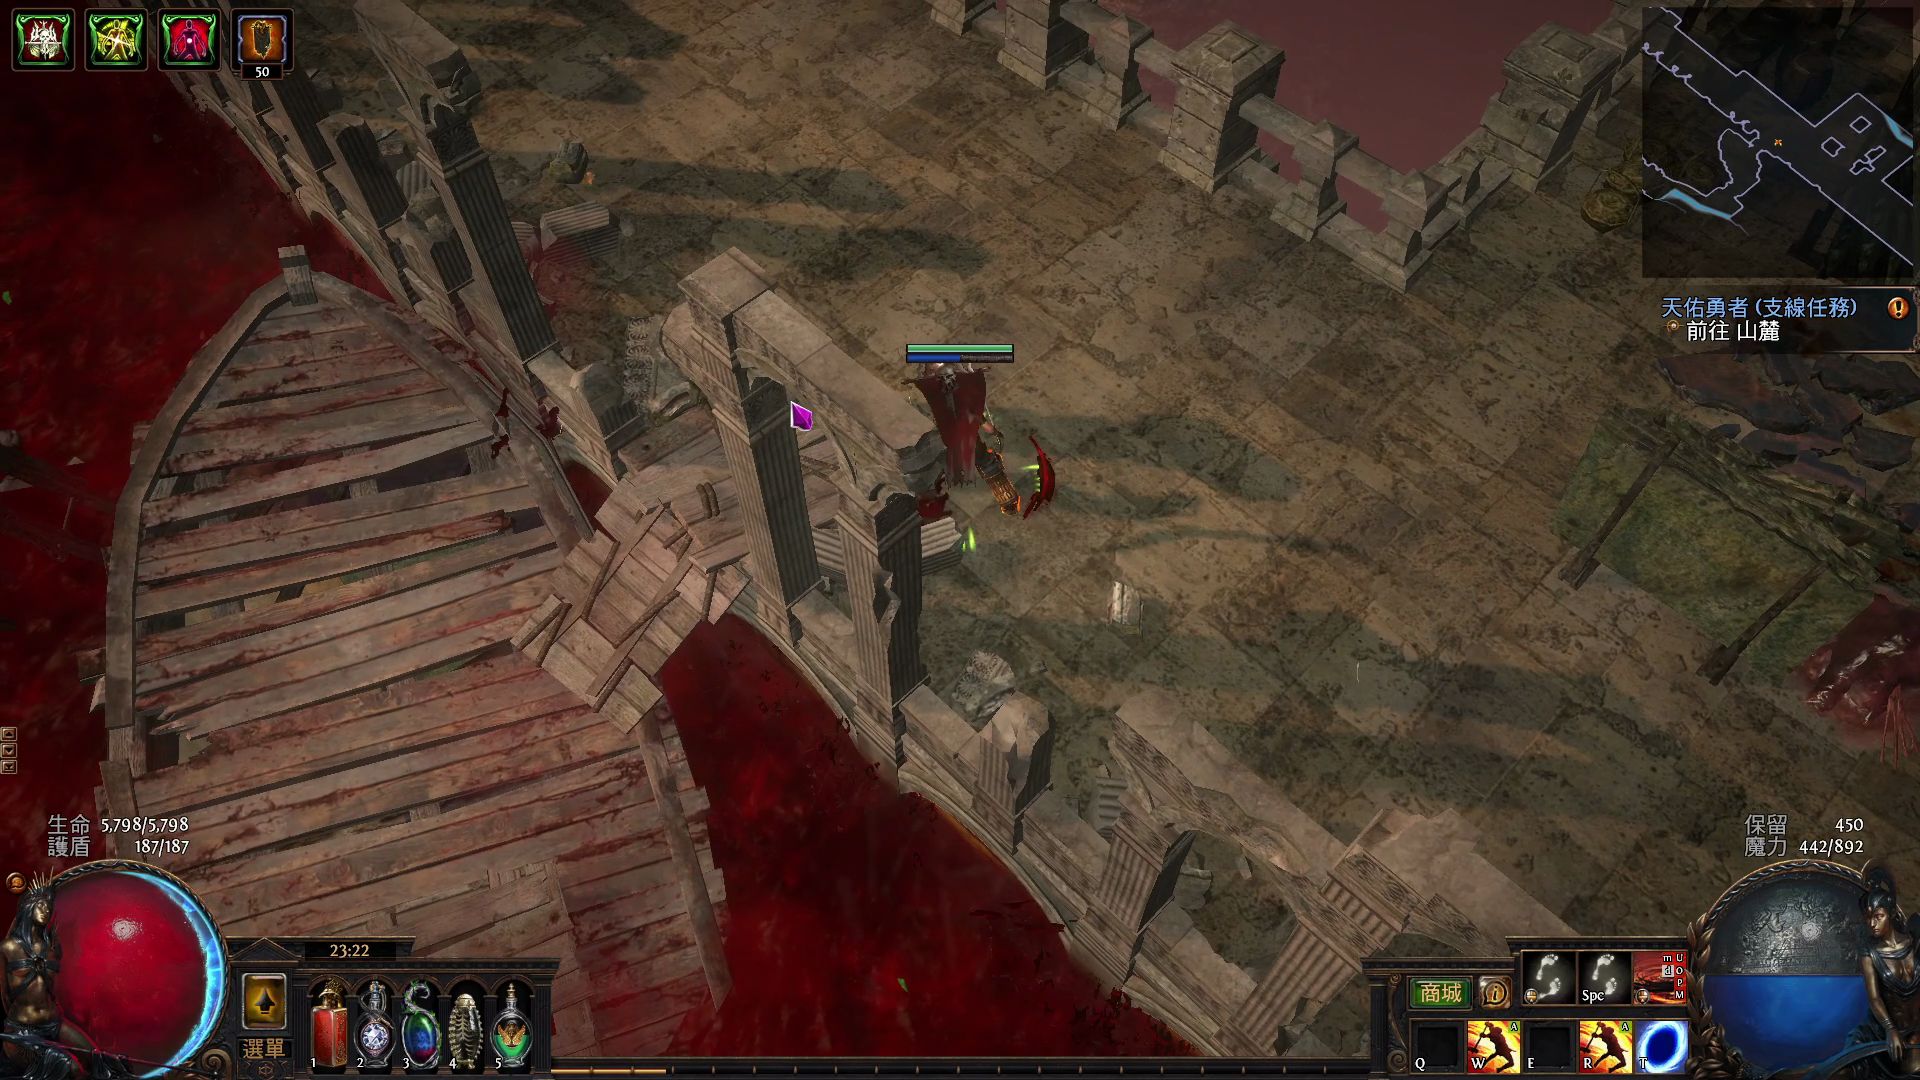 50
天佑勇者 (支線任務)
前往 山麓
生命 5,798/5,798
護盾 187/187
保留 450
魔力 442/892
23:22
選單
1
2
3
4
5
商城
Spc
m U
d O
P
M
Q
W A
E
R A
T